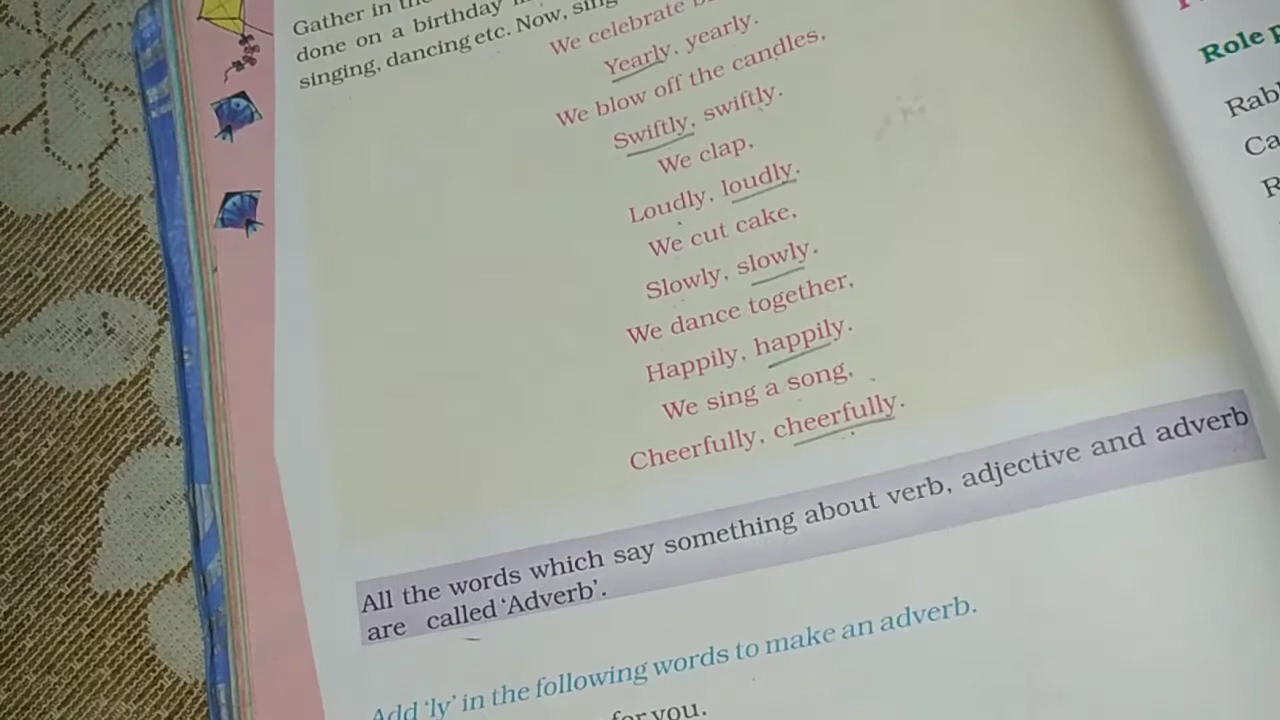 Gather in
done on a birthday
singing, dancing etc. Now, sing
We celebrate
Yearly, yearly.
We blow off the candles,
Swiftly, swiftly.
We clap,
Loudly, loudly.
We cut cake,
Slowly, slowly.
We dance together,
Happily, happily.
We sing a song,
Cheerfully, cheerfully.
All the words which say something about verb, adjective and adverb
are called 'Adverb'.
Add 'ly' in the following words to make an adverb.
for you.
Role
Ca
R